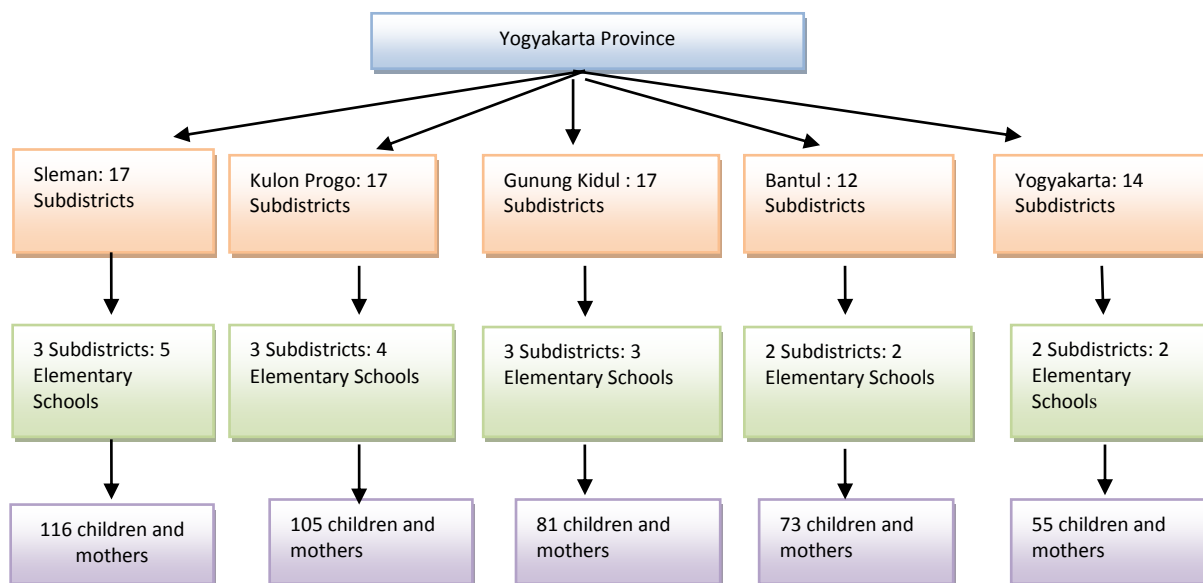 Yogyakarta Province
Sleman: 17
Subdistricts
Kulon Progo: 17
Subdistricts
Gunung Kidul : 17
Subdistricts
Bantul : 12
Subdistricts
Yogyakarta: 14
Subdistricts
3 Subdistricts: 5
Elementary
Schools
3 Subdistricts: 4
Elementary Schools
3 Subdistricts: 3
Elementary Schools
2 Subdistricts: 2
Elementary Schools
2 Subdistricts: 2
Elementary
Schools
116 children and
mothers
105 children and
mothers
81 children and
mothers
73 children and
mothers
55 children and
mothers